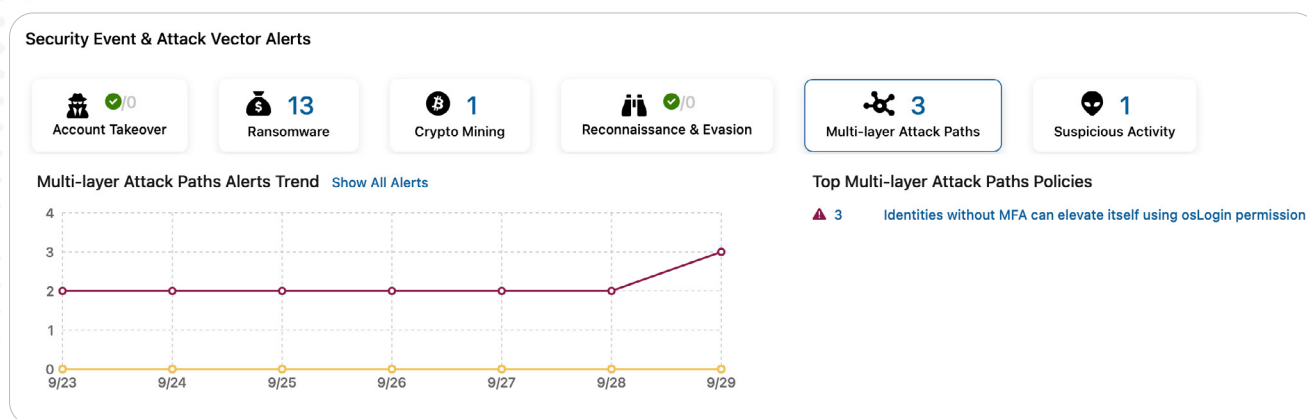 Security Event & Attack Vector Alerts
/0
Account Takeover
13
Ransomware
1
Crypto Mining
/0
Reconnaissance & Evasion
3
Multi-layer Attack Paths
1
Suspicious Activity
Multi-layer Attack Paths Alerts Trend Show All Alerts
4
3
2
1
0
9/23 9/24 9/25 9/26 9/27 9/28 9/29
Top Multi-layer Attack Paths Policies
3 Identities without MFA can elevate itself using osLogin permission